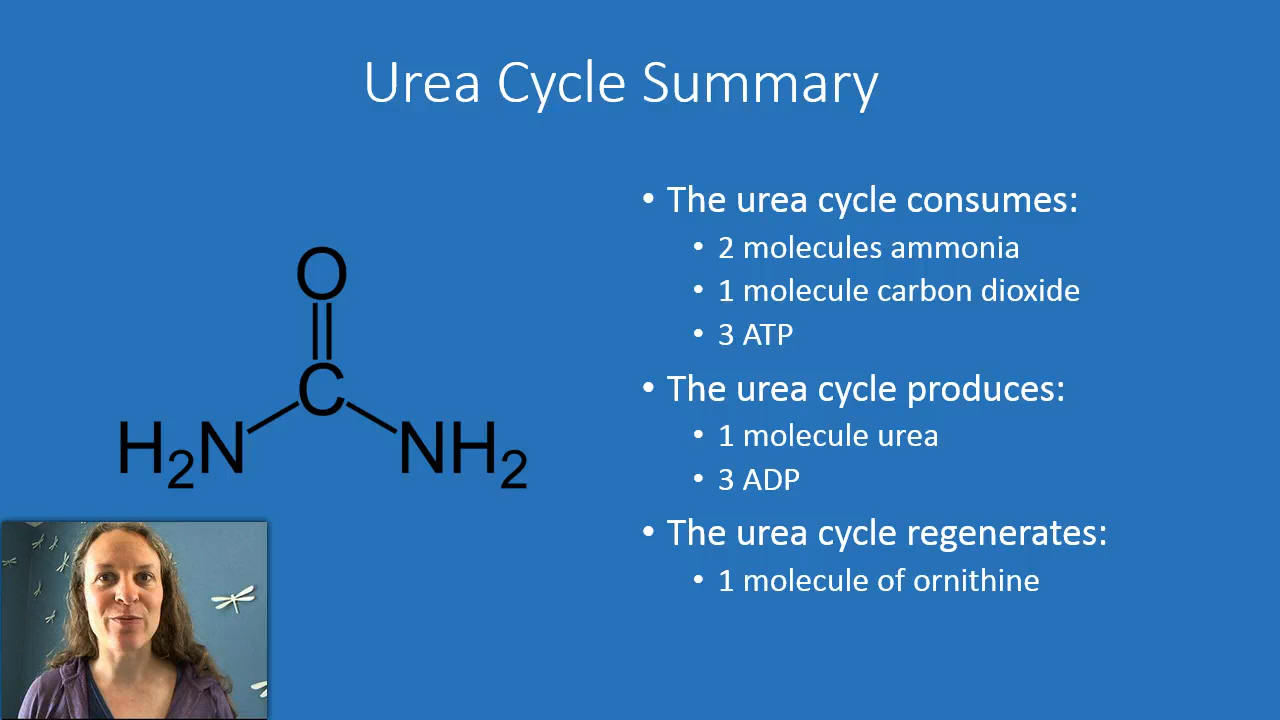 Urea Cycle Summary
O
C
H₂N
NH₂
• The urea cycle consumes:
• 2 molecules ammonia
• 1 molecule carbon dioxide
• 3 ATP
• The urea cycle produces:
• 1 molecule urea
• 3 ADP
• The urea cycle regenerates:
• 1 molecule of ornithine